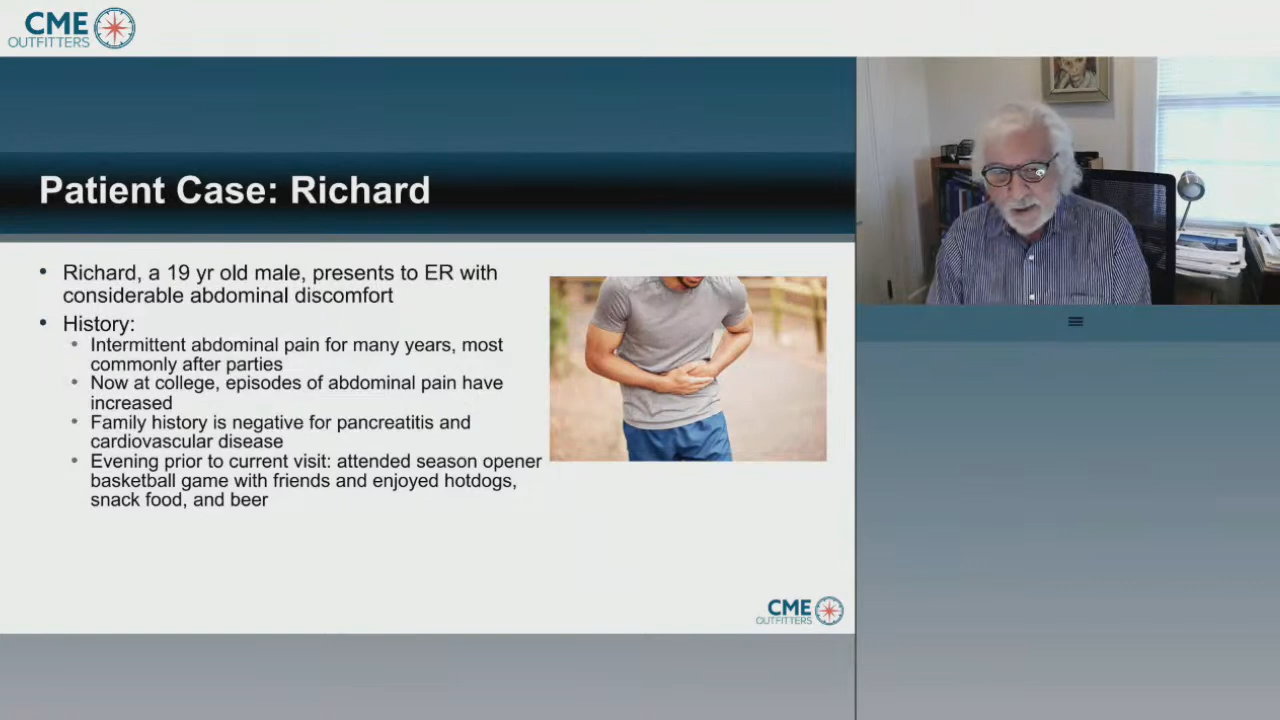 CME
OUTFITTERS
Patient Case: Richard
• Richard, a 19 yr old male, presents to ER with
considerable abdominal discomfort
• History:
• Intermittent abdominal pain for many years, most
commonly after parties
• Now at college, episodes of abdominal pain have
increased
• Family history is negative for pancreatitis and
cardiovascular disease
• Evening prior to current visit: attended season opener
basketball game with friends and enjoyed hotdogs,
snack food, and beer
CME
OUTFITTERS